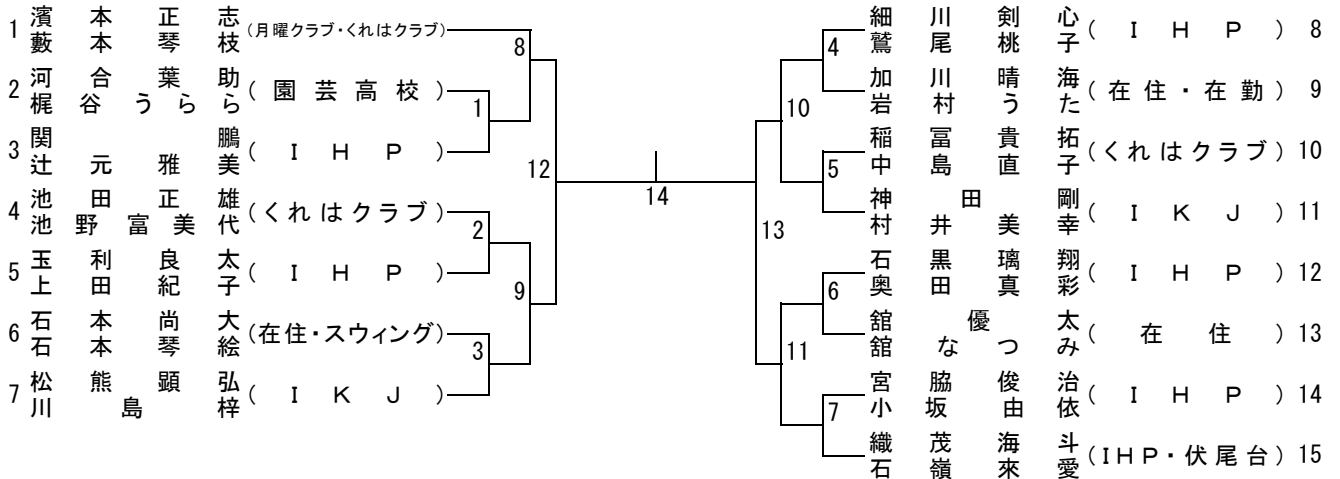 1 濱本正志 (月曜クラブ・くれはクラブ)
藪本琴枝
2 河合葉助 (園芸高校)
梶谷うらら
3 関鵬 (IHP)
辻元雅美
4 池田正雄 (くれはクラブ)
池野富美代
5 玉利良太 (IHP)
上田紀子
6 石本尚大 (在住・スウィング)
石本琴絵
7 松熊顕弘 (IKJ)
川島梓
8
1
12
2
9
3
14
4
10
5
13
6
11
7
細川剣心 (IHP) 8
鷲尾桃子
加川晴海 (在住・在勤) 9
岩村うた
稲冨貴拓 (くれはクラブ) 10
中島直子
神田剛 (IKJ) 11
村井美幸
石黒璃翔 (IHP) 12
奥田真彩
舘優太 (在住) 13
舘なつみ
宮脇俊治 (IHP) 14
小坂由依
織茂海斗 (IHP・伏尾台) 15
石嶺來愛